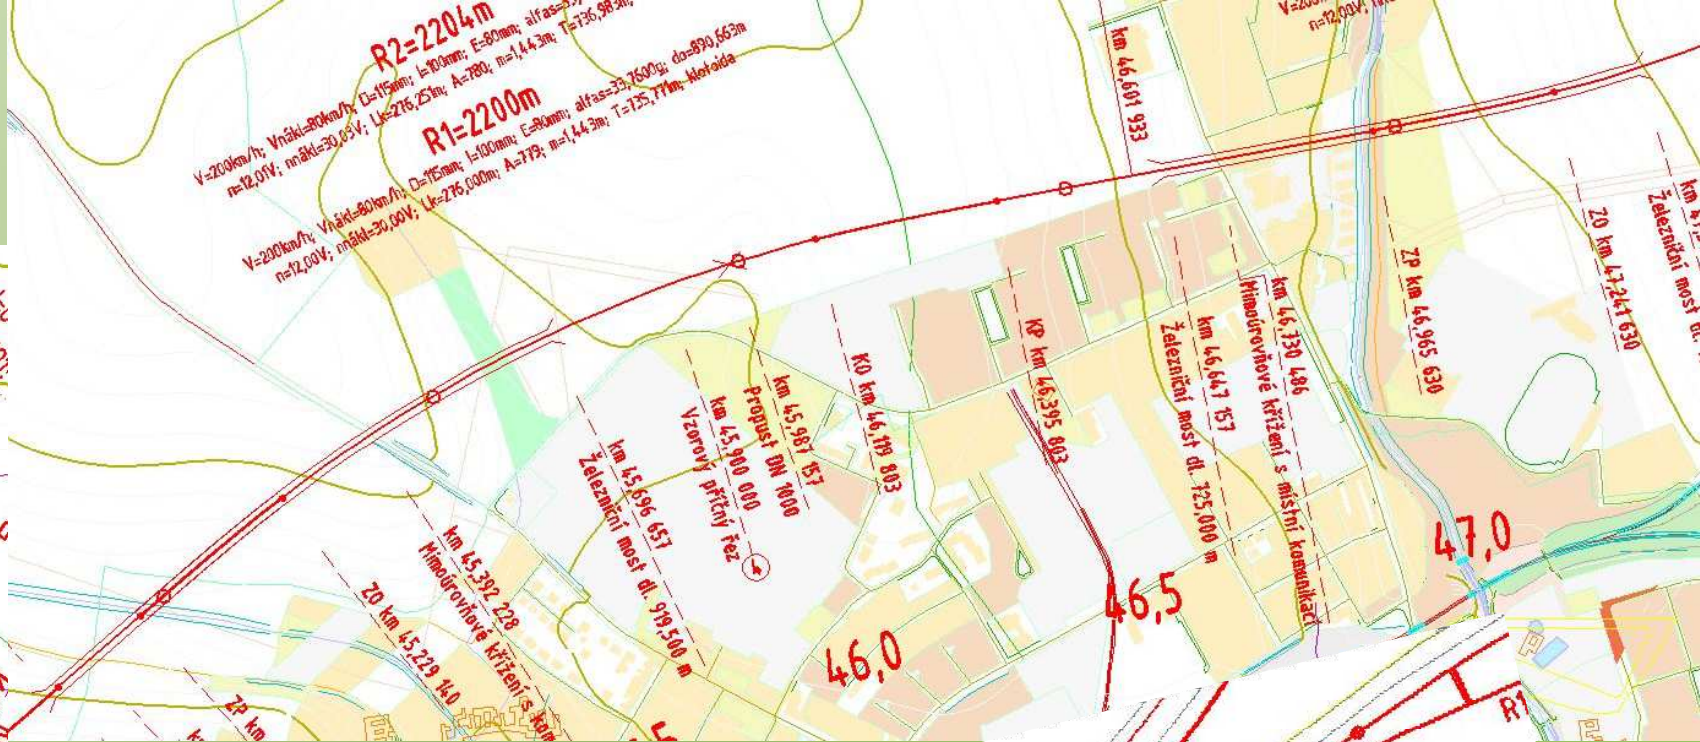 R2=2204m
V=200km/h; Vnákl=80km/h; D=115mm; I=100mm; E=80mm;
n=12,01V; nnákl=30,03V; Lk=276,251m; A=780; m=1,443m; T=736,983m;
R1=2200m
V=200km/h; Vnákl=80km/h; D=115mm; I=100mm; E=80mm; alfas=33,7600g; do=890,663m
n=12,00V; nnákl=30,00V; Lk=276,000m; A=779; m=1,443m; T=735,771m; klotoida
n=12,00V;
km 46,601 933
ZO km 47,241 630
Železniční most dl.
ZP km 46,965 630
km 46,730 486
Mimoúrovňové křížení s místní komunikací
km 46,647 157
Železniční most dl. 725,000 m
KP km 46,395 803
KO km 46,119 803
km 45,987 157
Propust DN 1000
km 45,900 000
Vzorový příčný řez
4
km 45,696 657
Železniční most dl. 919,500 m
km 45,392 228
Mimoúrovňové křížení s kom
ZO km 45,229 140
ZP km
46,0
46,5
47,0
R1